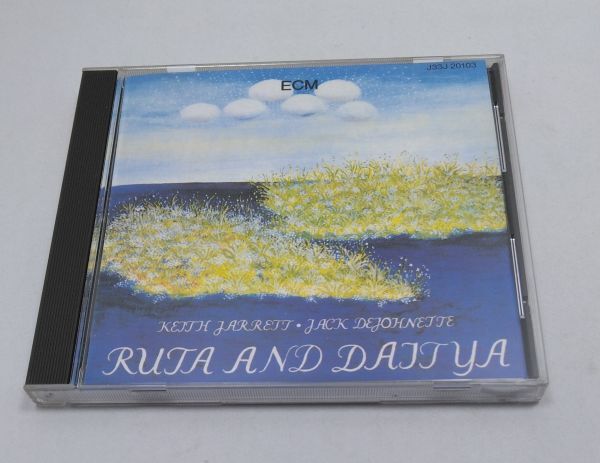 ECM
J33J 20103
KEITH JARRETT • JACK DEJOHNETTE
RUTA AND DAITYA